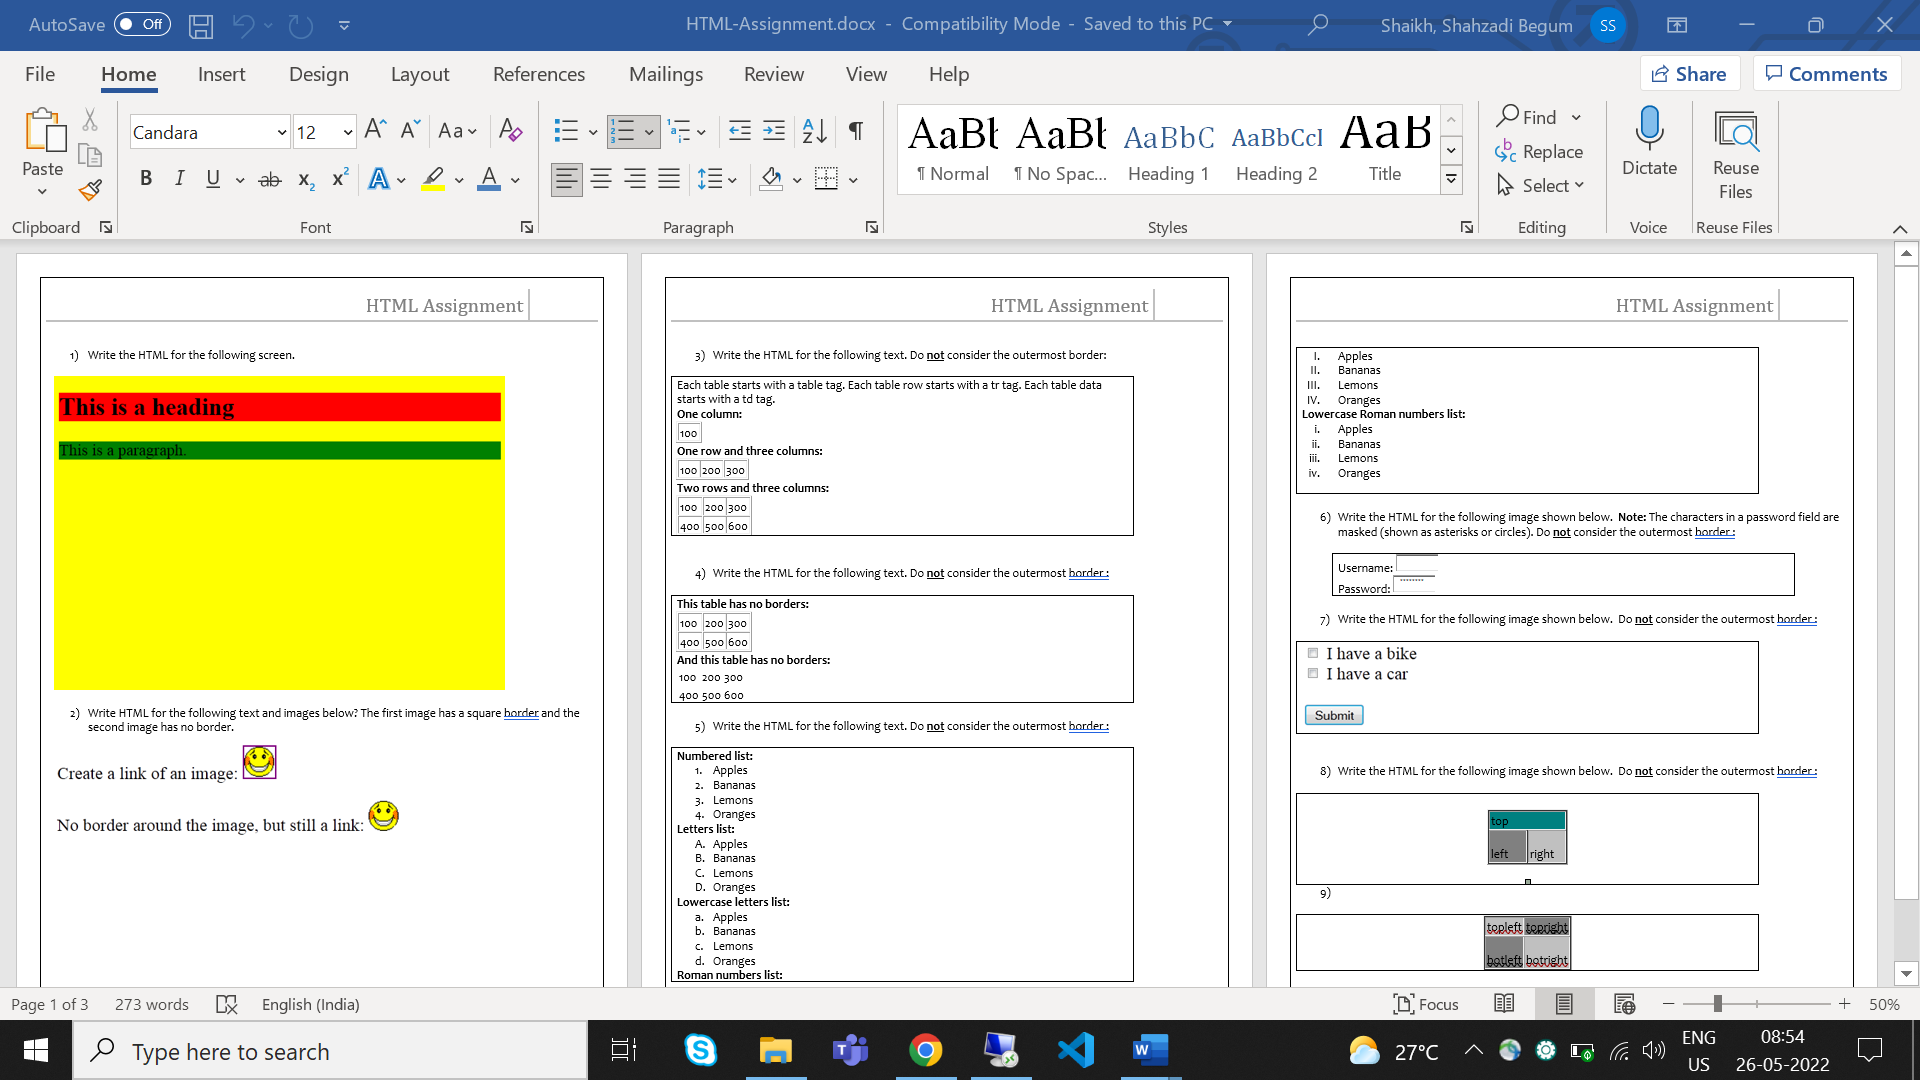 AutoSave Off
HTML-Assignment.docx - Compatibility Mode - Saved to this PC
Shaikh, Shahzadi Begum SS
File Home Insert Design Layout References Mailings Review View Help
Share Comments
Paste
Candara 12
Aa
B I U ab x2 x2 A A
AaBb AaBb AaBbC AaBbCcI AaB
¶ Normal ¶ No Spac... Heading 1 Heading 2 Title
Find
Replace
Select
Dictate
Reuse
Files
Clipboard Font Paragraph Styles Editing Voice Reuse Files
HTML Assignment
1) Write the HTML for the following screen.
This is a heading
This is a paragraph.
2) Write HTML for the following text and images below? The first image has a square border and the
second image has no border.
Create a link of an image:
No border around the image, but still a link:
HTML Assignment
3) Write the HTML for the following text. Do not consider the outermost border:
Each table starts with a table tag. Each table row starts with a tr tag. Each table data
starts with a td tag.
One column:
100
One row and three columns:
100 200 300
Two rows and three columns:
100 200 300
400 500 600
4) Write the HTML for the following text. Do not consider the outermost border :
This table has no borders:
100 200 300
400 500 600
And this table has no borders:
100 200 300
400 500 600
5) Write the HTML for the following text. Do not consider the outermost border :
Numbered list:
1. Apples
2. Bananas
3. Lemons
4. Oranges
Letters list:
A. Apples
B. Bananas
C. Lemons
D. Oranges
Lowercase letters list:
a. Apples
b. Bananas
c. Lemons
d. Oranges
Roman numbers list:
HTML Assignment
I. Apples
II. Bananas
III. Lemons
IV. Oranges
Lowercase Roman numbers list:
i. Apples
ii. Bananas
iii. Lemons
iv. Oranges
6) Write the HTML for the following image shown below. Note: The characters in a password field are
masked (shown as asterisks or circles). Do not consider the outermost border :
Username:
Password: ********
7) Write the HTML for the following image shown below. Do not consider the outermost border :
I have a bike
I have a car
Submit
8) Write the HTML for the following image shown below. Do not consider the outermost border :
top
left right
9)
topleft topright
botleft botright
Page 1 of 3 273 words English (India)
Focus 50%
Type here to search
27°C
ENG
US
08:54
26-05-2022